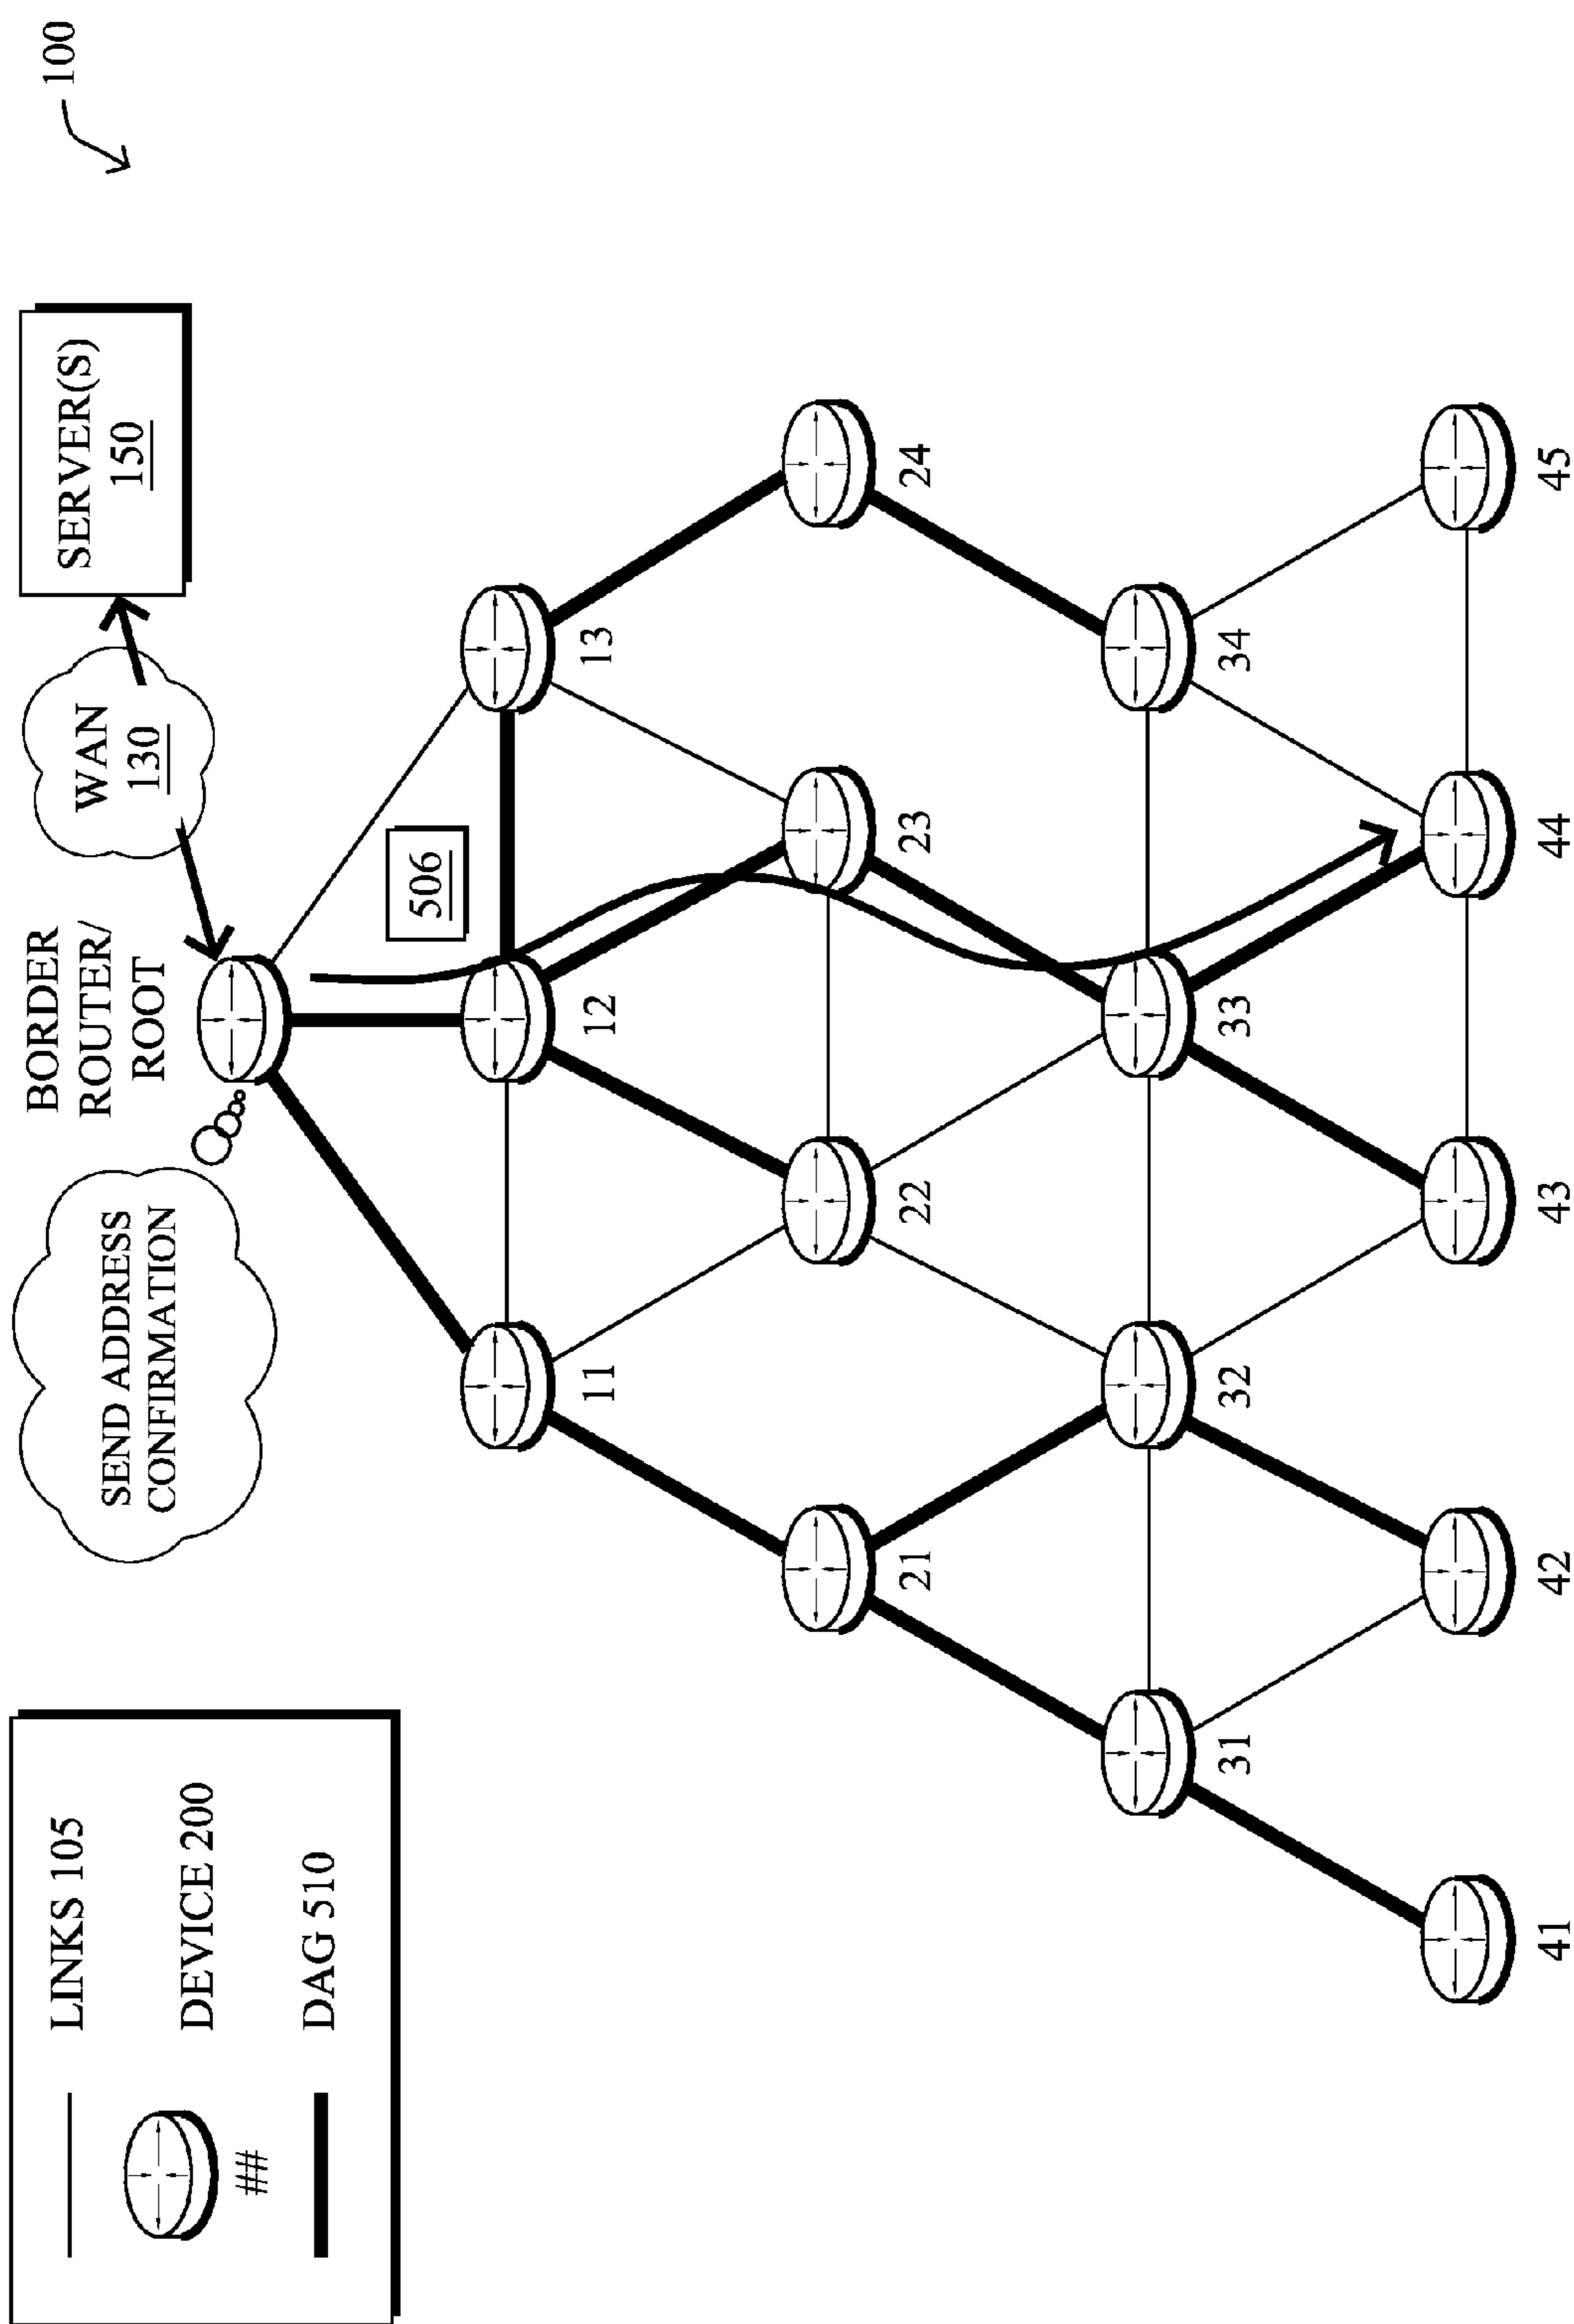 100
LINKS 105
DEVICE 200
##
DAG 510
SEND ADDRESS
CONFIRMATION
BORDER
ROUTER/
ROOT
WAN
130
SERVER(S)
150
506
11
12
13
21
22
23
24
31
32
33
34
41
42
43
44
45